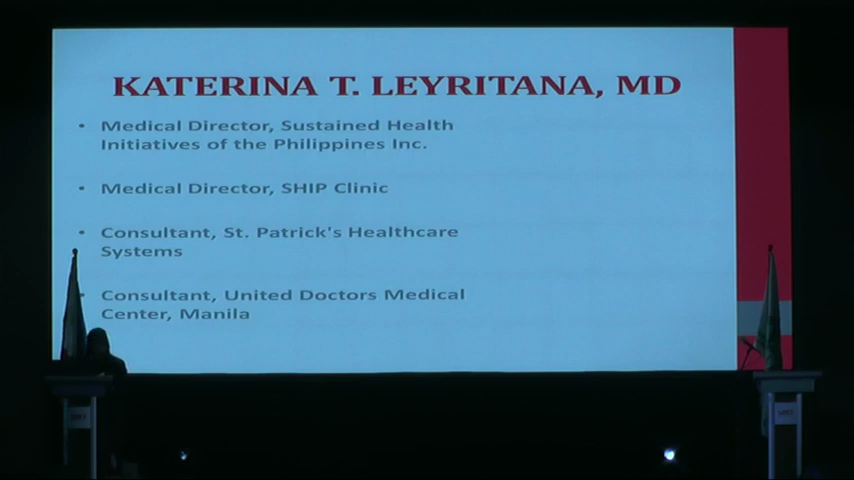 KATERINA T. LEYRITANA, MD
• Medical Director, Sustained Health
Initiatives of the Philippines Inc.
• Medical Director, SHIP Clinic
• Consultant, St. Patrick's Healthcare
Systems
• Consultant, United Doctors Medical
Center, Manila